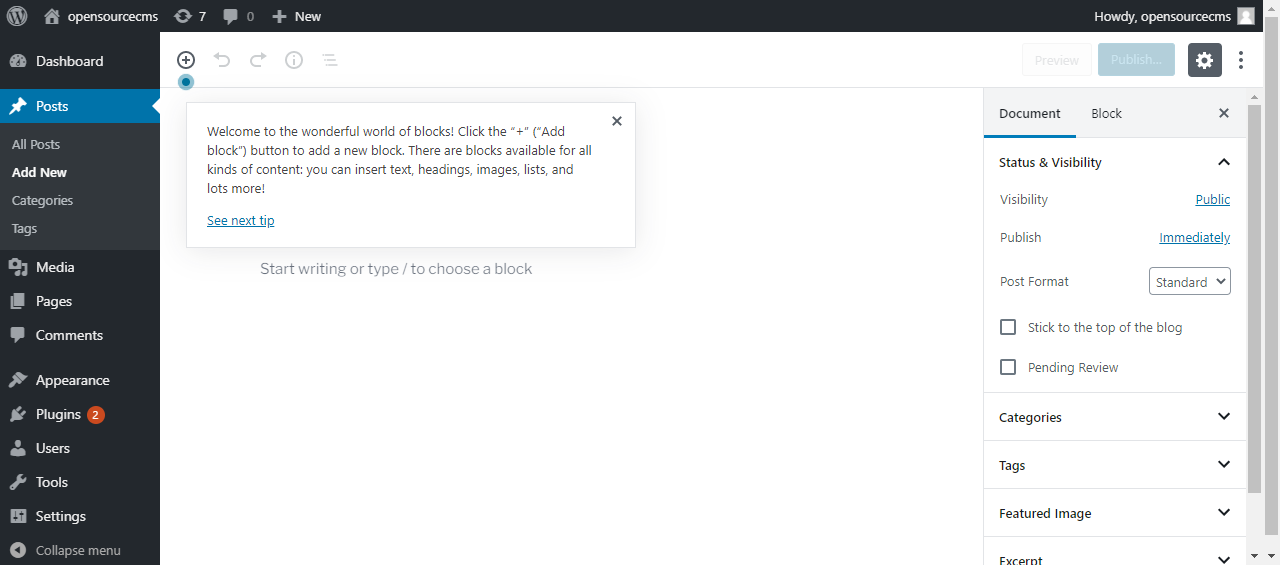 opensourcecms 7 0 New Howdy, opensourcecms
Dashboard
Posts
All Posts
Add New
Categories
Tags
Media
Pages
Comments
Appearance
Plugins 2
Users
Tools
Settings
Collapse menu
Preview Publish...
Welcome to the wonderful world of blocks! Click the “+” (“Add
block”) button to add a new block. There are blocks available for all
kinds of content: you can insert text, headings, images, lists, and
lots more!
See next tip
Start writing or type / to choose a block
Document Block
Status & Visibility
Visibility Public
Publish Immediately
Post Format Standard
Stick to the top of the blog
Pending Review
Categories
Tags
Featured Image
Excerpt